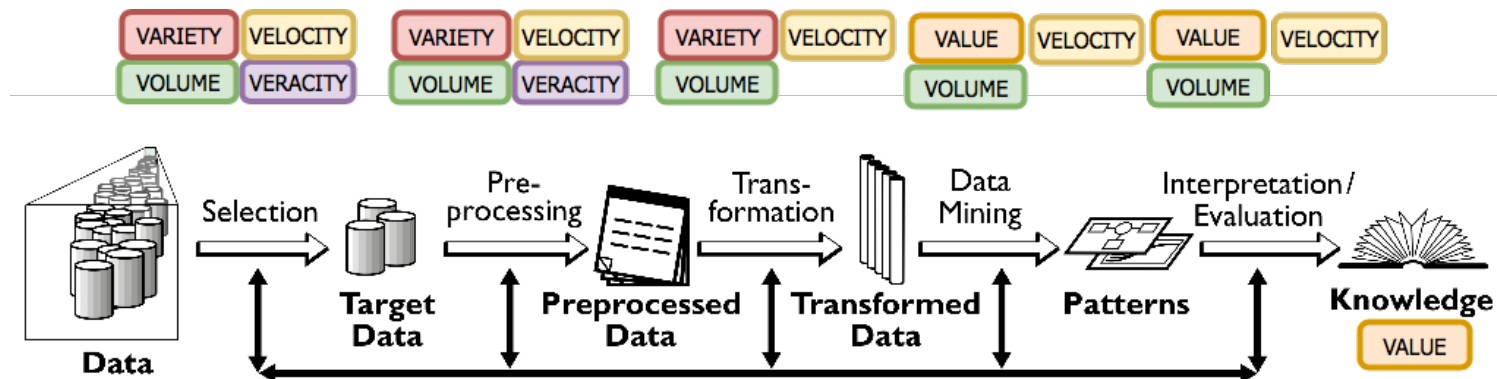 VARIETY VELOCITY VARIETY VELOCITY VARIETY VELOCITY VALUE VELOCITY VALUE VELOCITY
VOLUME VERACITY VOLUME VERACITY VOLUME VOLUME VOLUME
Selection
Pre-
processing
Trans-
formation
Data
Mining
Interpretation/
Evaluation
Data
Target
Data
Preprocessed
Data
Transformed
Data
Patterns
Knowledge
VALUE